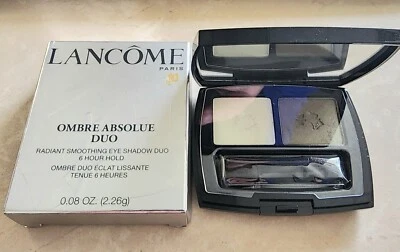 LANCÔME
PARIS
OMBRE ABSOLUE
DUO
RADIANT SMOOTHING EYE SHADOW DUO
6 HOUR HOLD
OMBRE DUO ÉCLAT LISSANTE
TENUE 6 HEURES
0.08 OZ. (2.26g)